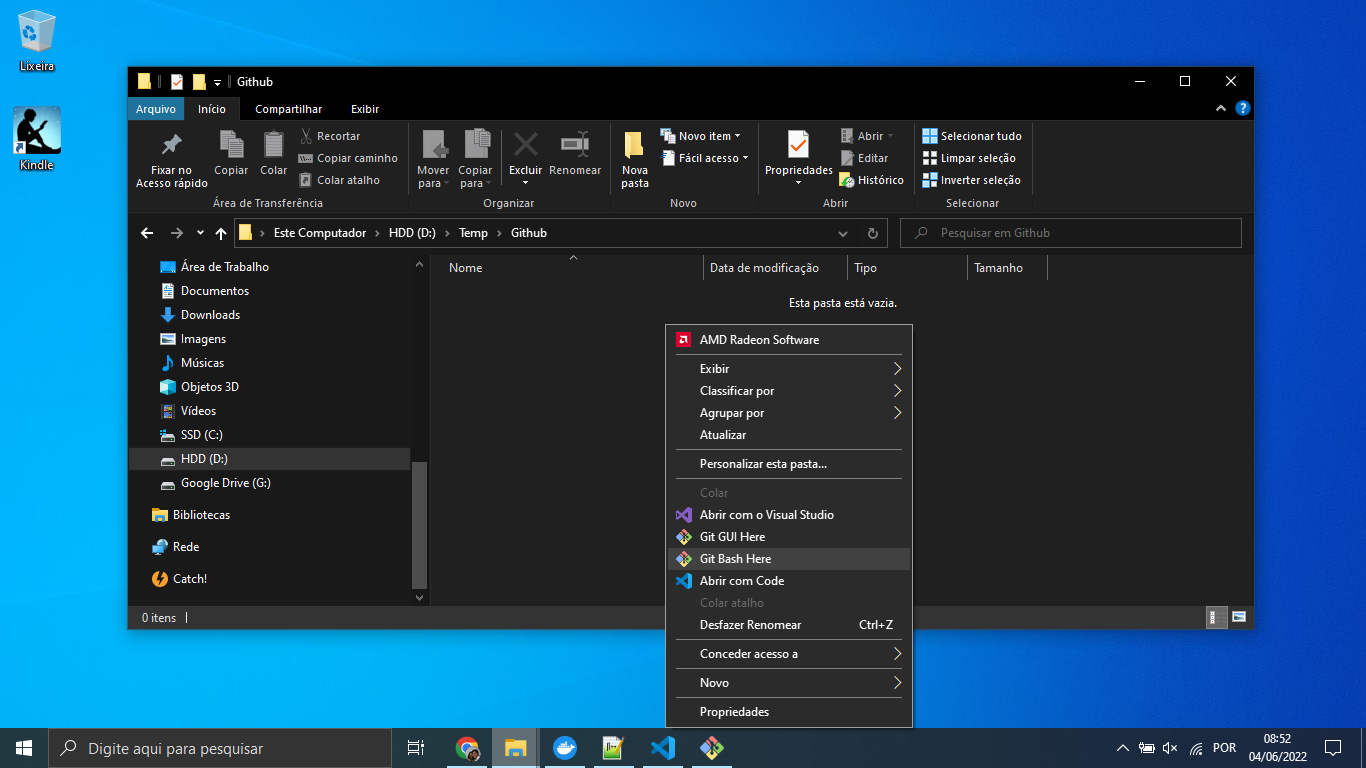 Lixeira
Kindle
Github
Arquivo Início Compartilhar Exibir
Fixar no
Acesso rápido
Copiar
Colar
Recortar
Copiar caminho
Colar atalho
Área de Transferência
Mover
para
Copiar
para
Excluir
Renomear
Organizar
Nova
pasta
Novo item
Fácil acesso
Novo
Propriedades
Abrir
Editar
Histórico
Abrir
Selecionar tudo
Limpar seleção
Inverter seleção
Selecionar
Este Computador HDD (D:) Temp Github
Pesquisar em Github
Área de Trabalho
Documentos
Downloads
Imagens
Músicas
Objetos 3D
Vídeos
SSD (C:)
HDD (D:)
Google Drive (G:)
Bibliotecas
Rede
Catch!
Nome Data de modificação Tipo Tamanho
Esta pasta está vazia.
AMD Radeon Software
Exibir
Classificar por
Agrupar por
Atualizar
Personalizar esta pasta...
Colar
Abrir com o Visual Studio
Git GUI Here
Git Bash Here
Abrir com Code
Colar atalho
Desfazer Renomear Ctrl+Z
Conceder acesso a
Novo
Propriedades
0 itens
Digite aqui para pesquisar
POR
08:52
04/06/2022